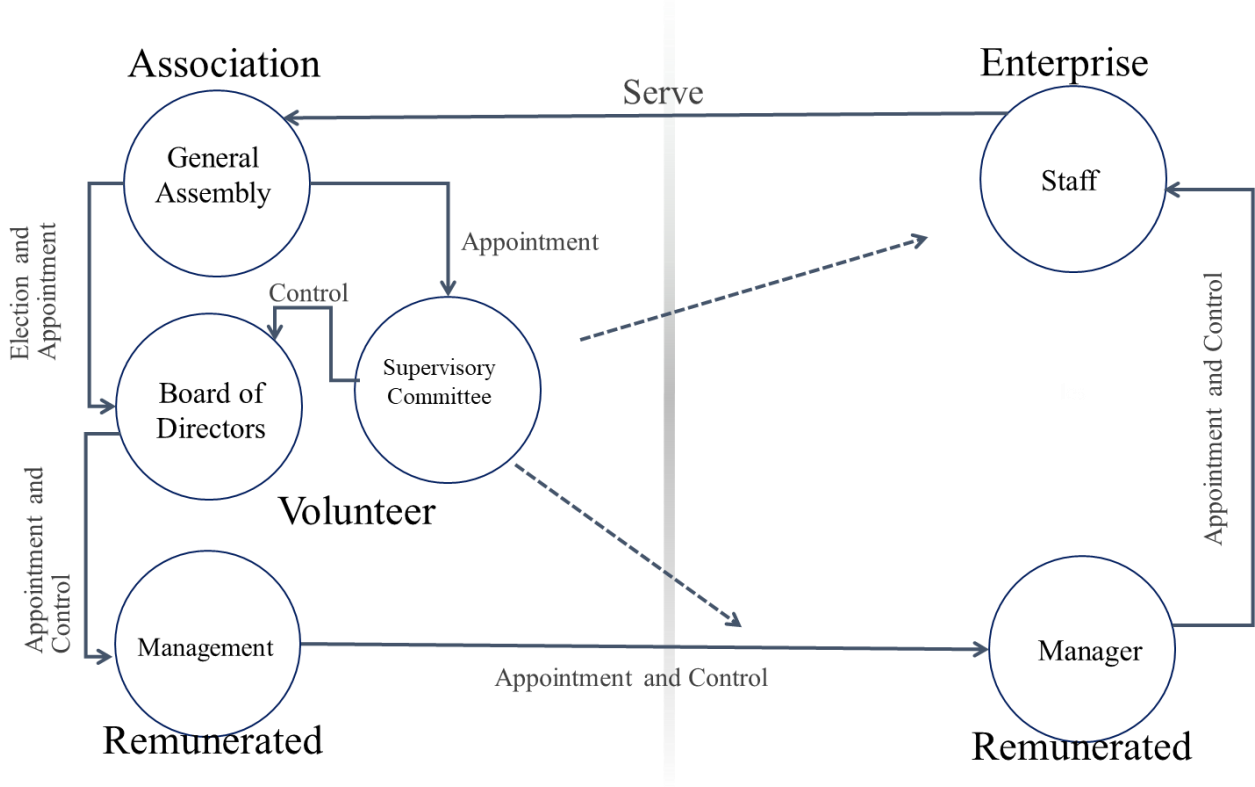 Association
Enterprise
Serve
General
Assembly
Staff
Election and
Appointment
Appointment
Control
Supervisory
Committee
Board of
Directors
Volunteer
Appointment and Control
Appointment and
Control
Management
Manager
Appointment and Control
Remunerated
Remunerated